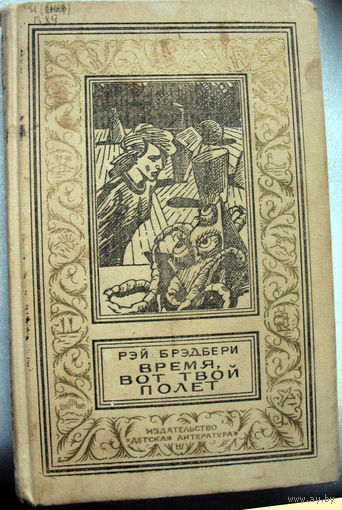 РЭЙ БРЭДБЕРИ
ВРЕМЯ,
ВОТ ТВОЙ
ПОЛЕТ
ИЗДАТЕЛЬСТВО
"ДЕТСКАЯ ЛИТЕРАТУРА"
www.ay.by